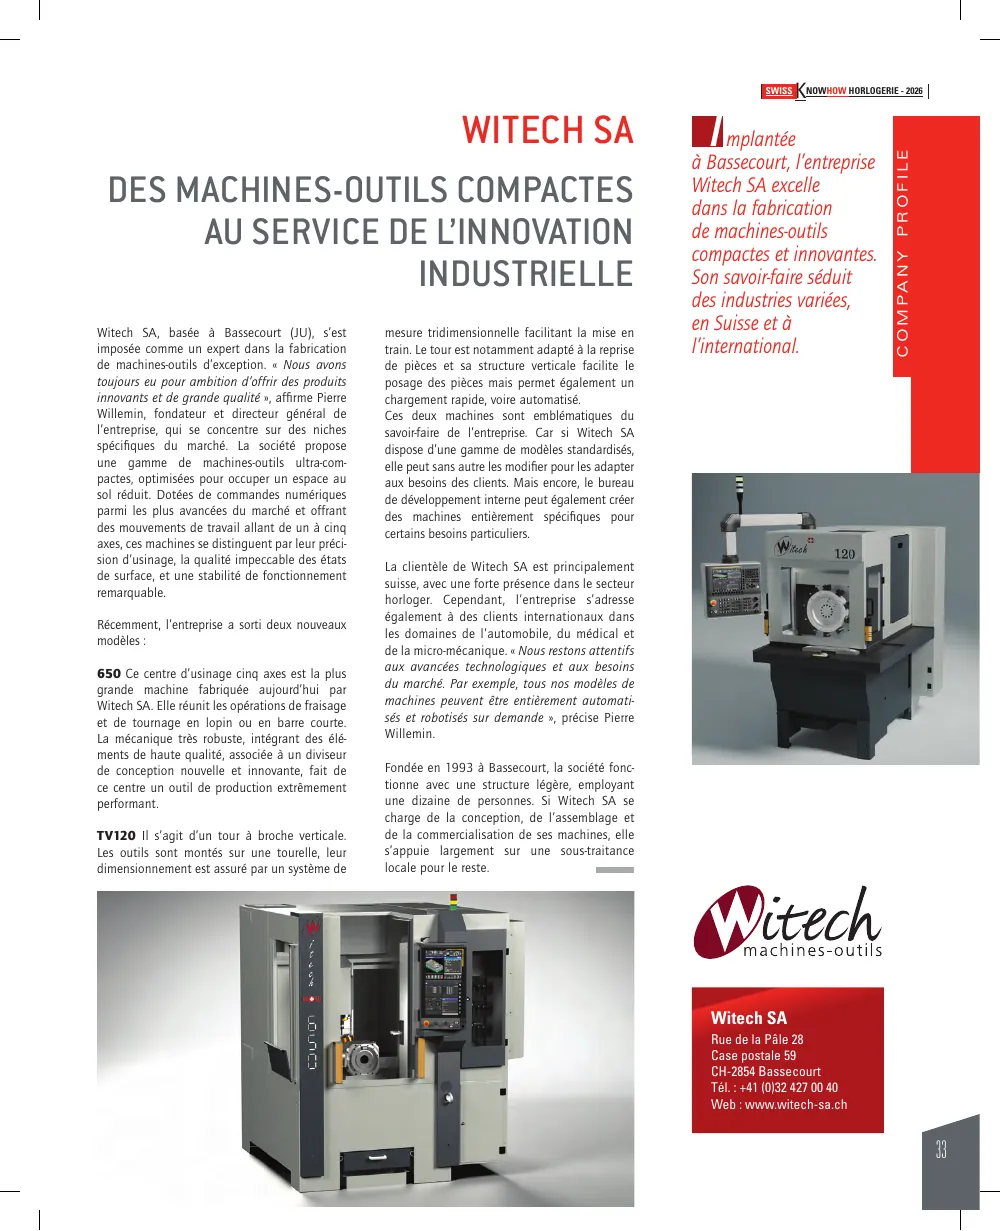 SWISS KNOWHOW HORLOGERIE - 2026
WITECH SA
DES MACHINES-OUTILS COMPACTES
AU SERVICE DE L'INNOVATION
INDUSTRIELLE
Implantée
à Bassecourt, l'entreprise
Witech SA excelle
dans la fabrication
de machines-outils
compactes et innovantes.
Son savoir-faire séduit
des industries variées,
en Suisse et à
l'international.
COMPANY PROFILE
Witech SA, basée à Bassecourt (JU), s'est
imposée comme un expert dans la fabrication
de machines-outils d'exception. « Nous avons
toujours eu pour ambition d'offrir des produits
innovants et de grande qualité », affirme Pierre
Willemin, fondateur et directeur général de
l'entreprise, qui se concentre sur des niches
spécifiques du marché. La société propose
une gamme de machines-outils ultra-com-
pactes, optimisées pour occuper un espace au
sol réduit. Dotées de commandes numériques
parmi les plus avancées du marché et offrant
des mouvements de travail allant de un à cinq
axes, ces machines se distinguent par leur préci-
sion d'usinage, la qualité impeccable des états
de surface, et une stabilité de fonctionnement
remarquable.
Récemment, l'entreprise a sorti deux nouveaux
modèles :
650 Ce centre d'usinage cinq axes est la plus
grande machine fabriquée aujourd'hui par
Witech SA. Elle réunit les opérations de fraisage
et de tournage en lopin ou en barre courte.
La mécanique très robuste, intégrant des élé-
ments de haute qualité, associée à un diviseur
de conception nouvelle et innovante, fait de
ce centre un outil de production extrêmement
performant.
TV120 Il s'agit d'un tour à broche verticale.
Les outils sont montés sur une tourelle, leur
dimensionnement est assuré par un système de
mesure tridimensionnelle facilitant la mise en
train. Le tour est notamment adapté à la reprise
de pièces et sa structure verticale facilite le
posage des pièces mais permet également un
chargement rapide, voire automatisé.
Ces deux machines sont emblématiques du
savoir-faire de l'entreprise. Car si Witech SA
dispose d'une gamme de modèles standardisés,
elle peut sans autre les modifier pour les adapter
aux besoins des clients. Mais encore, le bureau
de développement interne peut également créer
des machines entièrement spécifiques pour
certains besoins particuliers.
La clientèle de Witech SA est principalement
suisse, avec une forte présence dans le secteur
horloger. Cependant, l'entreprise s'adresse
également à des clients internationaux dans
les domaines de l'automobile, du médical et
de la micro-mécanique. « Nous restons attentifs
aux avancées technologiques et aux besoins
du marché. Par exemple, tous nos modèles de
machines peuvent être entièrement automati-
sés et robotisés sur demande », précise Pierre
Willemin.
Fondée en 1993 à Bassecourt, la société fonc-
tionne avec une structure légère, employant
une dizaine de personnes. Si Witech SA se
charge de la conception, de l'assemblage et
de la commercialisation de ses machines, elle
s'appuie largement sur une sous-traitance
locale pour le reste.
Witech
120
Witech
650
Witech
machines-outils
Witech SA
Rue de la Pâle 28
Case postale 59
CH-2854 Bassecourt
Tél. : +41 (0)32 427 00 40
Web : www.witech-sa.ch
33